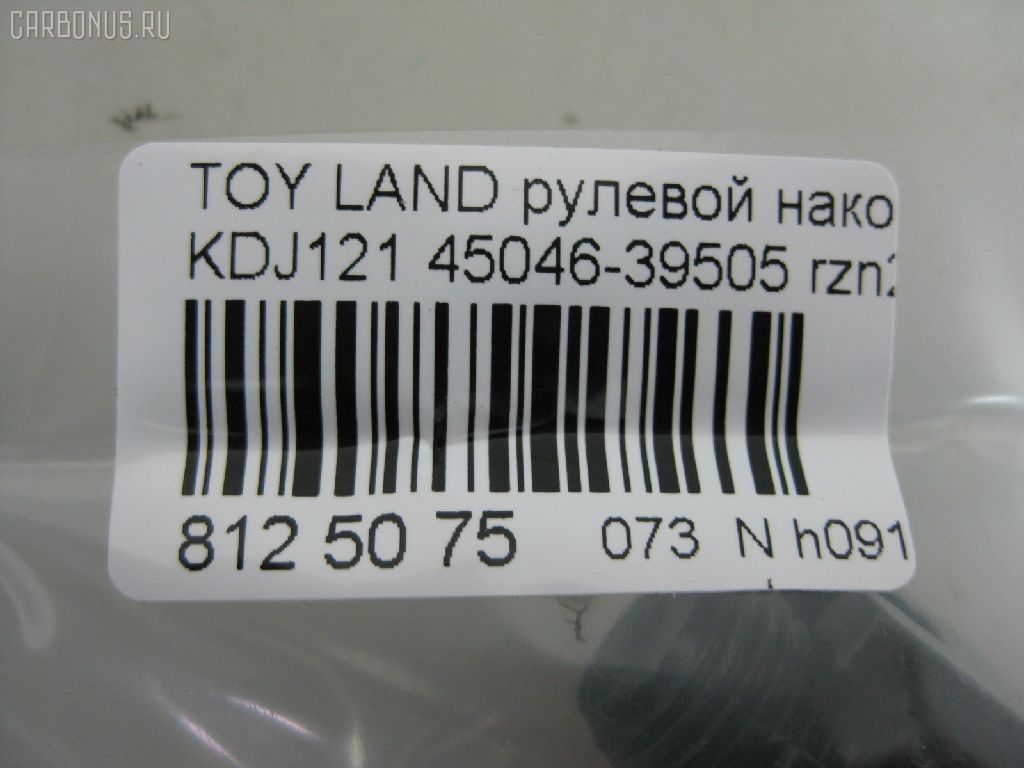 CARBONUS.RU
TOY LAND рулевой нако
KDJ121 45046-39505 rzn2
812 50 75 073 N h091